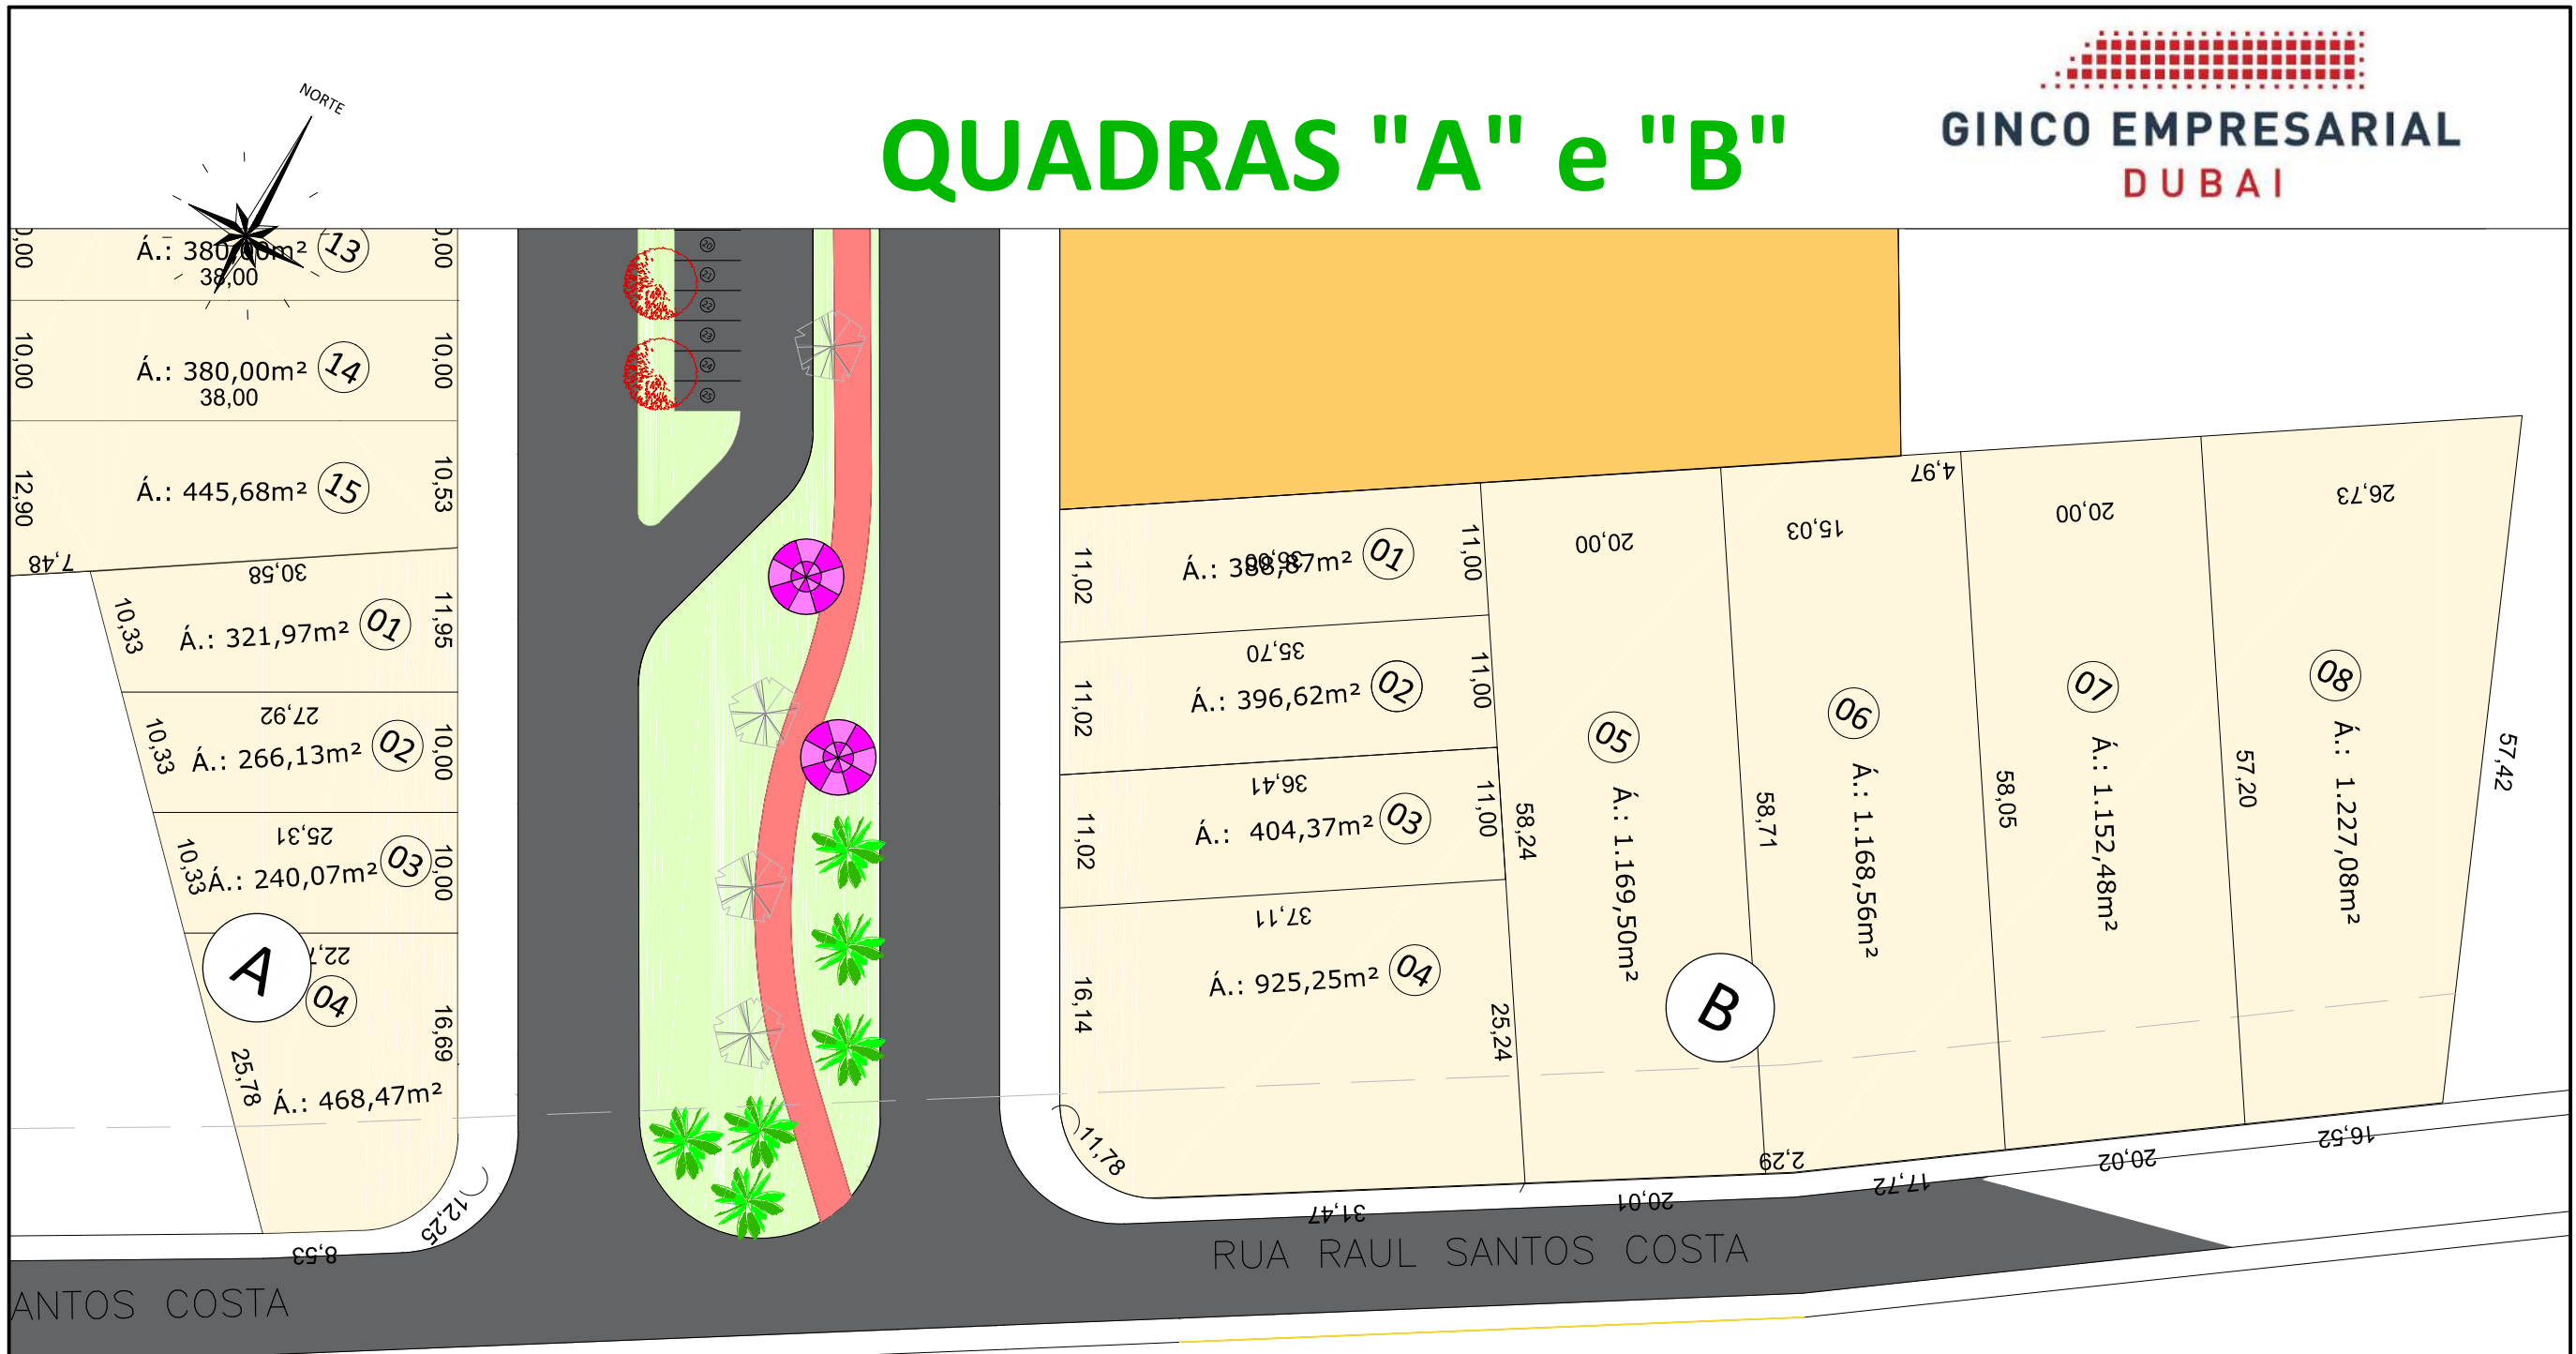 NORTE
QUADRAS "A" e "B"
GINCO EMPRESARIAL
DUBAI
Á.: 380,00m² 13
38,00
10,00
Á.: 380,00m² 14
38,00
10,00
12,90
Á.: 445,68m² 15
10,53
7,48
30,58
10,33
Á.: 321,97m² 01
11,95
27,92
10,33
Á.: 266,13m² 02
10,00
25,31
10,33
Á.: 240,07m² 03
10,00
A
04
25,78
16,69
Á.: 468,47m²
12,25
8,53
ANTOS COSTA
20
21
22
23
24
25
11,02
Á.: 388,87m² 01
11,00
35,70
11,02
Á.: 396,62m² 02
11,00
36,41
11,02
Á.: 404,37m² 03
11,00
37,11
16,14
Á.: 925,25m² 04
25,24
11,78
31,47
20,00
05
Á.: 1.169,50m²
58,24
20,01
15,03
4,97
06
Á.: 1.168,56m²
58,71
2,29
17,72
B
20,00
07
Á.: 1.152,48m²
58,05
20,02
26,73
08
Á.: 1.227,08m²
57,20
57,42
16,52
RUA RAUL SANTOS COSTA